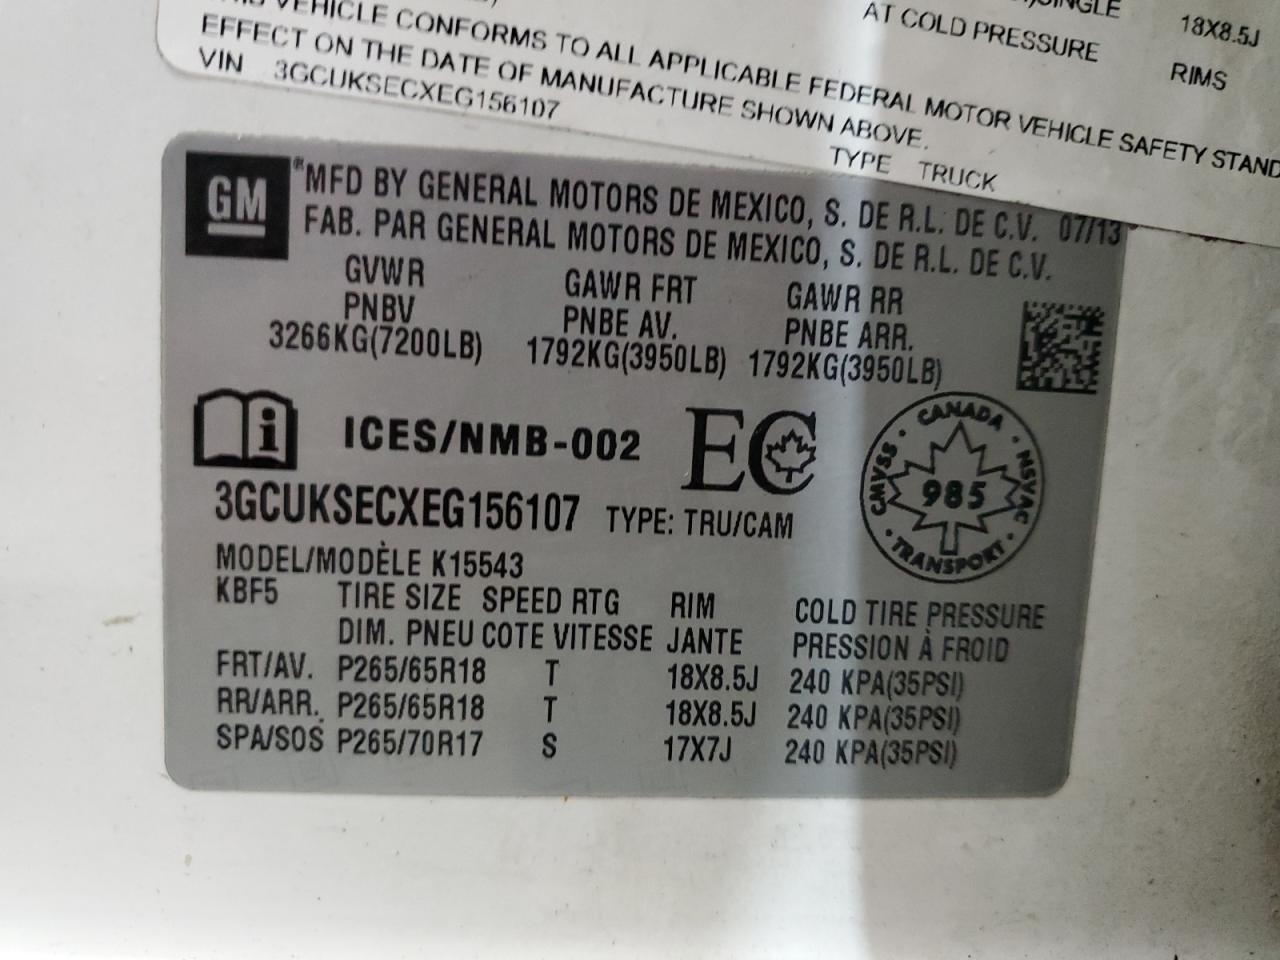 SINGLE
18X8.5J
AT COLD PRESSURE
RIMS
VEHICLE CONFORMS TO ALL APPLICABLE FEDERAL MOTOR VEHICLE SAFETY STAND
EFFECT ON THE DATE OF MANUFACTURE SHOWN ABOVE.
VIN 3GCUKSECXEG156107
TYPE TRUCK
GM ® MFD BY GENERAL MOTORS DE MEXICO, S. DE R.L. DE C.V. 07/13
FAB. PAR GENERAL MOTORS DE MEXICO, S. DE R.L. DE C.V.
GVWR GAWR FRT GAWR RR
PNBV PNBE AV. PNBE ARR.
3266KG(7200LB) 1792KG(3950LB) 1792KG(3950LB)
i ICES/NMB-002 EC
CANADA
CMVSS • 985 • NSVAC
TRANSPORT
3GCUKSECXEG156107 TYPE: TRU/CAM
MODEL/MODÈLE K15543
KBF5 TIRE SIZE SPEED RTG RIM COLD TIRE PRESSURE
DIM. PNEU COTE VITESSE JANTE PRESSION À FROID
FRT/AV. P265/65R18 T 18X8.5J 240 KPA(35PSI)
RR/ARR. P265/65R18 T 18X8.5J 240 KPA(35PSI)
SPA/SOS P265/70R17 S 17X7J 240 KPA(35PSI)